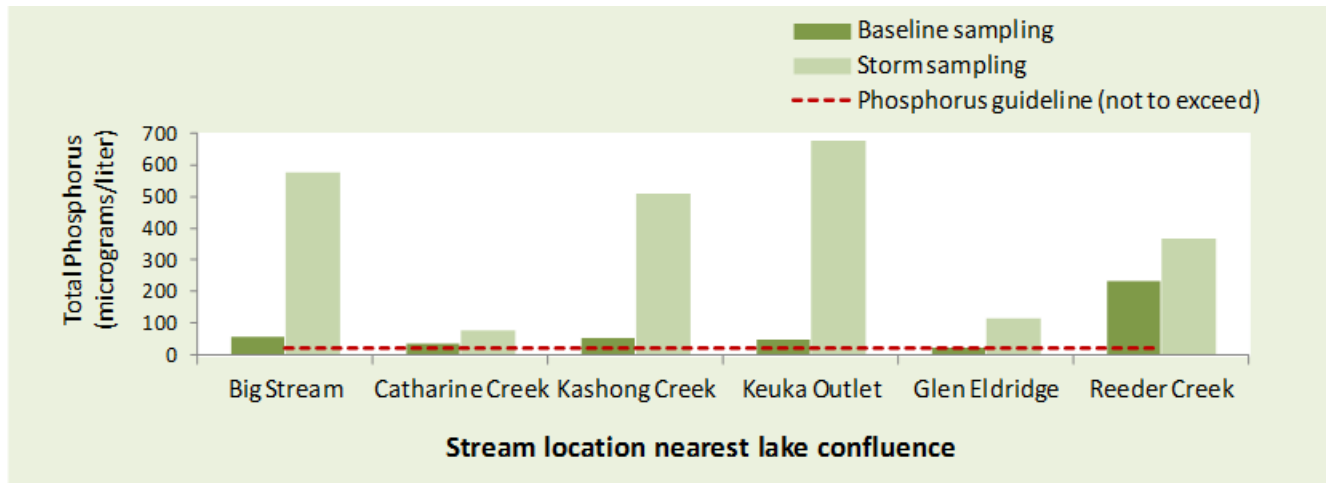 Baseline sampling
Storm sampling
Phosphorus guideline (not to exceed)
Total Phosphorus
(micrograms/liter)
700
600
500
400
300
200
100
0
Big Stream
Catharine Creek
Kashong Creek
Keuka Outlet
Glen Eldridge
Reeder Creek
Stream location nearest lake confluence